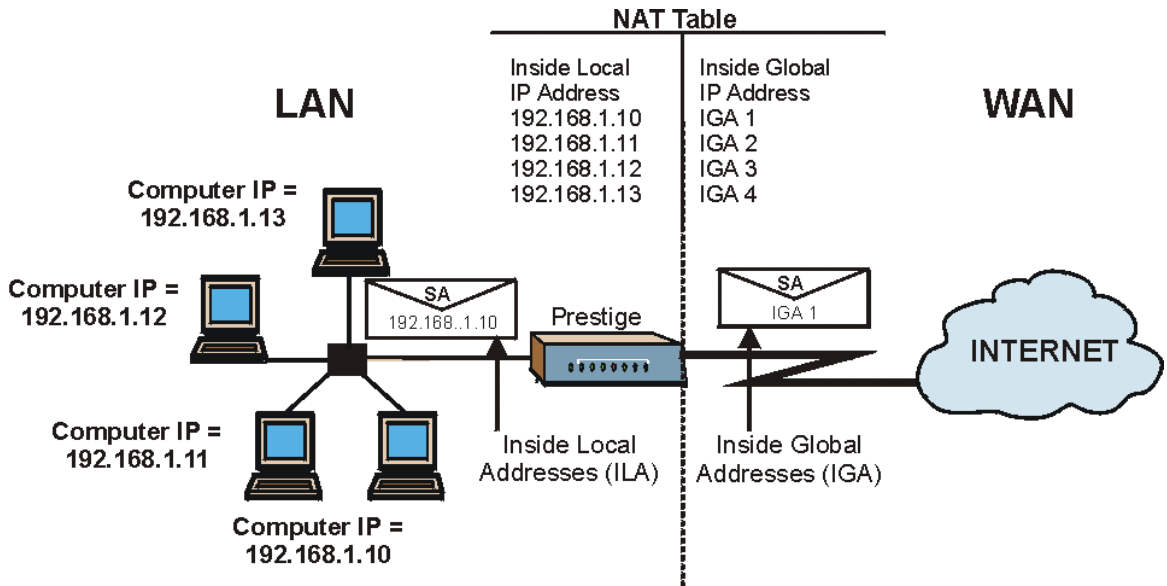 NAT Table
Inside Local
IP Address
192.168.1.10
192.168.1.11
192.168.1.12
192.168.1.13
Inside Global
IP Address
IGA 1
IGA 2
IGA 3
IGA 4
LAN
WAN
Computer IP =
192.168.1.13
Computer IP =
192.168.1.12
SA
192.168..1.10
Prestige
SA
IGA 1
INTERNET
Computer IP =
192.168.1.11
Inside Local
Addresses (ILA)
Inside Global
Addresses (IGA)
Computer IP =
192.168.1.10